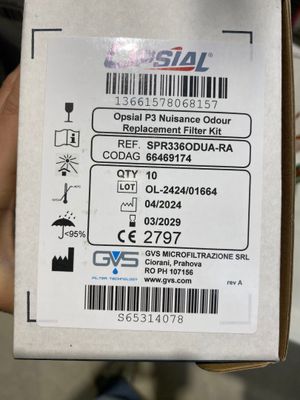 OPSIAL®
13661578068157
Opsial P3 Nuisance Odour
Replacement Filter Kit
REF. SPR336ODUA-RA
CODAG 66469174
QTY 10
LOT OL-2424/01664
04/2024
03/2029
<95%
CE 2797
GVS
FILTER TECHNOLOGY
GVS MICROFILTRAZIONE SRL
Ciorani, Prahova
RO PH 107156
www.gvs.com
rev A
S65314078